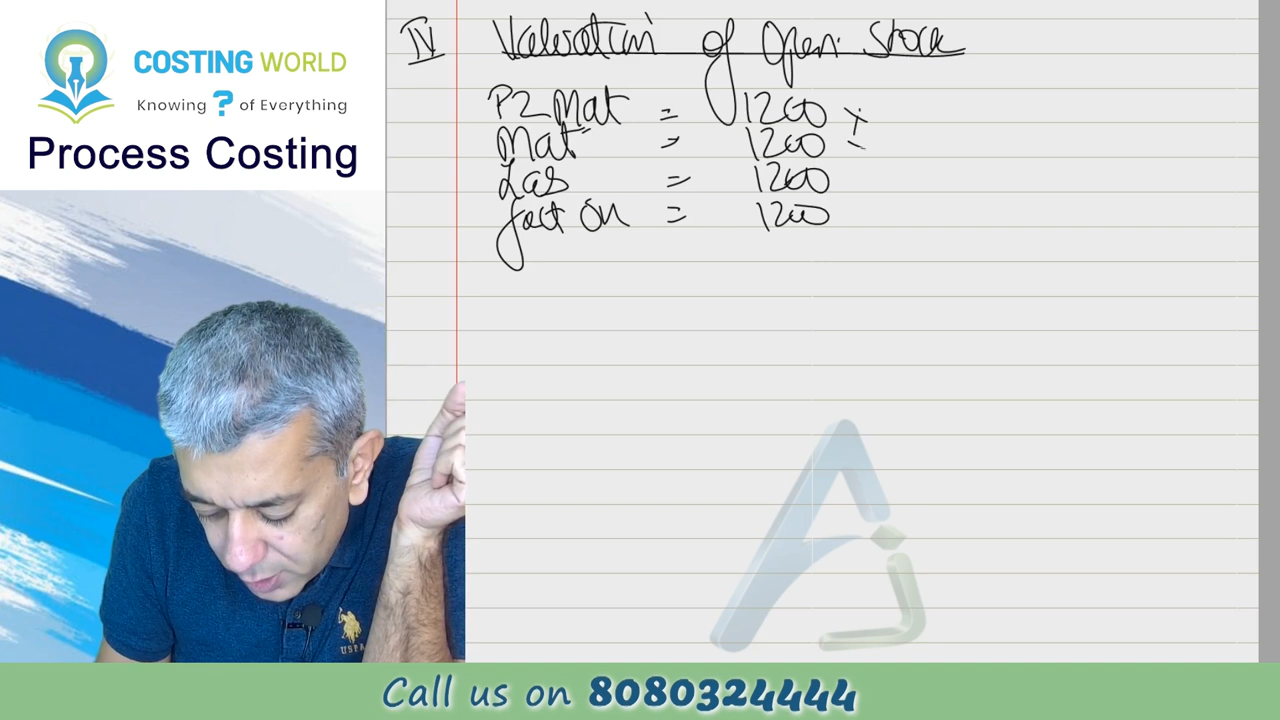 COSTING WORLD
Knowing ? of Everything
Process Costing
IV Valuation of Open. Stock
P2 Mat = 1200 ×
Mat = 1200
Lab = 1200
fact OH = 1200
U.S. PA
Call us on 8080324444